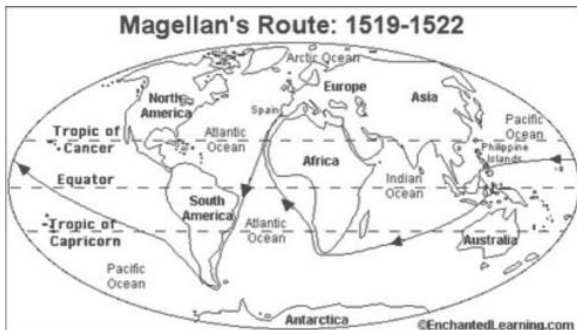 Magellan's Route: 1519-1522
Arctic Ocean
Europe
Asia
North
America
Spain
Pacific
Ocean
Tropic of
Cancer
Atlantic
Ocean
Philippine
Islands
Africa
Equator
Indian
Ocean
South
America
Tropic of
Capricorn
Atlantic
Ocean
Australia
Pacific
Ocean
Antarctica
©EnchantedLearning.com